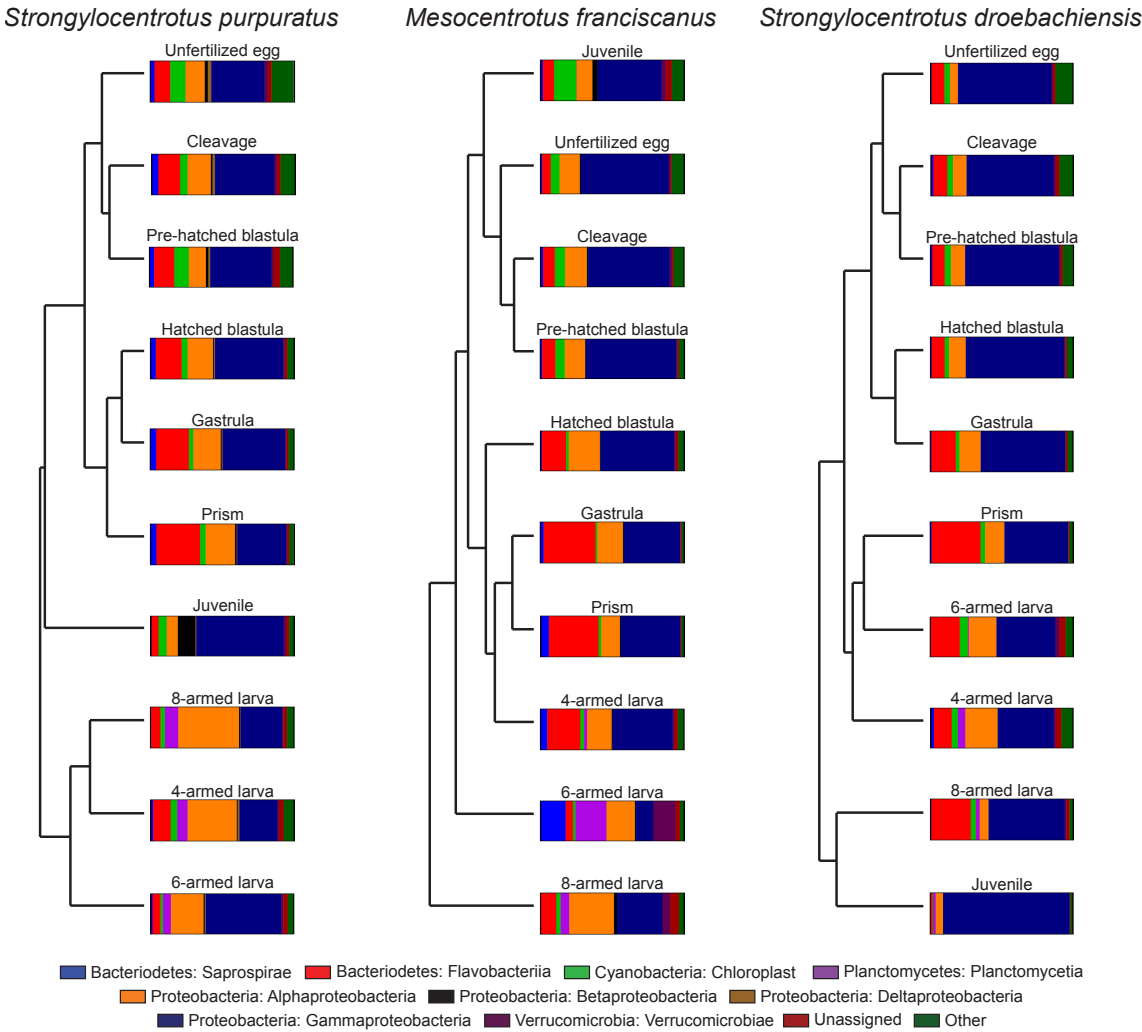 Strongylocentrotus purpuratus
Unfertilized egg
Cleavage
Pre-hatched blastula
Hatched blastula
Gastrula
Prism
Juvenile
8-armed larva
4-armed larva
6-armed larva
Mesocentrotus franciscanus
Juvenile
Unfertilized egg
Cleavage
Pre-hatched blastula
Hatched blastula
Gastrula
Prism
4-armed larva
6-armed larva
8-armed larva
Strongylocentrotus droebachiensis
Unfertilized egg
Cleavage
Pre-hatched blastula
Hatched blastula
Gastrula
Prism
6-armed larva
4-armed larva
8-armed larva
Juvenile
Bacteriodetes: Saprospirae Bacteriodetes: Flavobacteriia Cyanobacteria: Chloroplast Planctomycetes: Planctomycetia
Proteobacteria: Alphaproteobacteria Proteobacteria: Betaproteobacteria Proteobacteria: Deltaproteobacteria
Proteobacteria: Gammaproteobacteria Verrucomicrobia: Verrucomicrobiae Unassigned Other